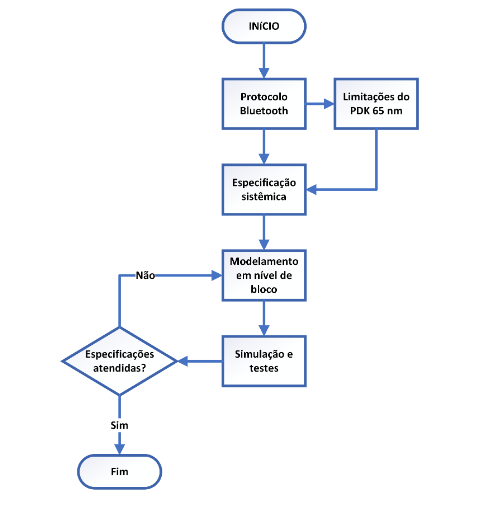 INÍCIO
Protocolo
Bluetooth
Limitações do
PDK 65 nm
Especificação
sistêmica
Modelamento
em nível de
bloco
Não
Especificações
atendidas?
Simulação e
testes
Sim
Fim